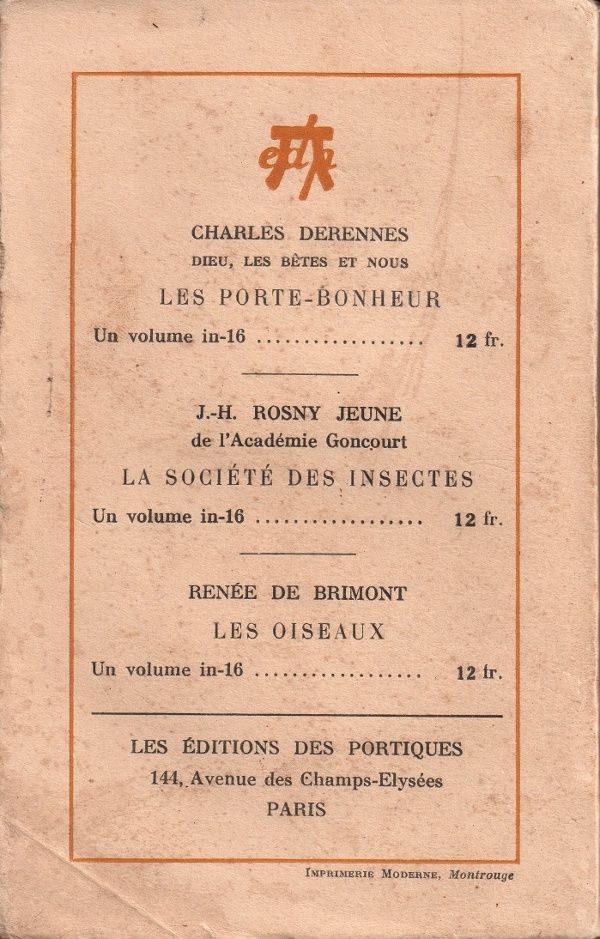 edp
CHARLES DERENNES
DIEU, LES BÊTES ET NOUS
LES PORTE-BONHEUR
Un volume in-16 .................. 12 fr.
J.-H. ROSNY JEUNE
de l'Académie Goncourt
LA SOCIÉTÉ DES INSECTES
Un volume in-16 .................. 12 fr.
RENÉE DE BRIMONT
LES OISEAUX
Un volume in-16 .................. 12 fr.
LES ÉDITIONS DES PORTIQUES
144, Avenue des Champs-Elysées
PARIS
IMPRIMERIE MODERNE, Montrouge